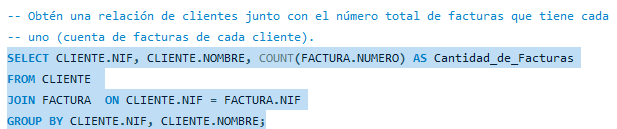 -- Obtén una relación de clientes junto con el número total de facturas que tiene cada
-- uno (cuenta de facturas de cada cliente).
SELECT CLIENTE.NIF, CLIENTE.NOMBRE, COUNT(FACTURA.NUMERO) AS Cantidad_de_Facturas
FROM CLIENTE
JOIN FACTURA  ON CLIENTE.NIF = FACTURA.NIF
GROUP BY CLIENTE.NIF, CLIENTE.NOMBRE;